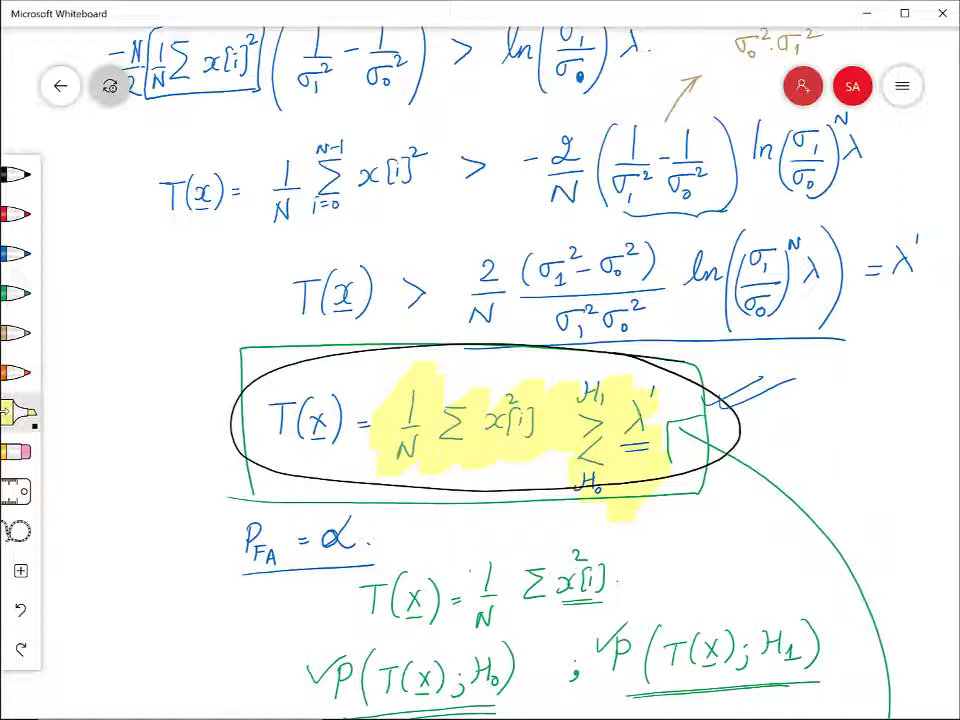 Microsoft Whiteboard
-N/2 [1/N Σ x[i]²] (1/σ₁² - 1/σ₀²) > ln(σ₁/σ₀) λ.
σ₀²·σ₁²
SA
T(x) = 1/N Σ_{i=0}^{N-1} x[i]² > -2/N (1/σ₁² - 1/σ₀²) ln(σ₁/σ₀)^N λ
T(x) > 2/N (σ₁² - σ₀²)/(σ₁² σ₀²) ln((σ₁/σ₀)^N λ) = λ'
T(x) = 1/N Σ x²[i] ≷ λ' H₁ H₀
P_FA = α.
T(x) = 1/N Σ x²[i].
✓p(T(x); H₀) ; ✓p(T(x); H₁)